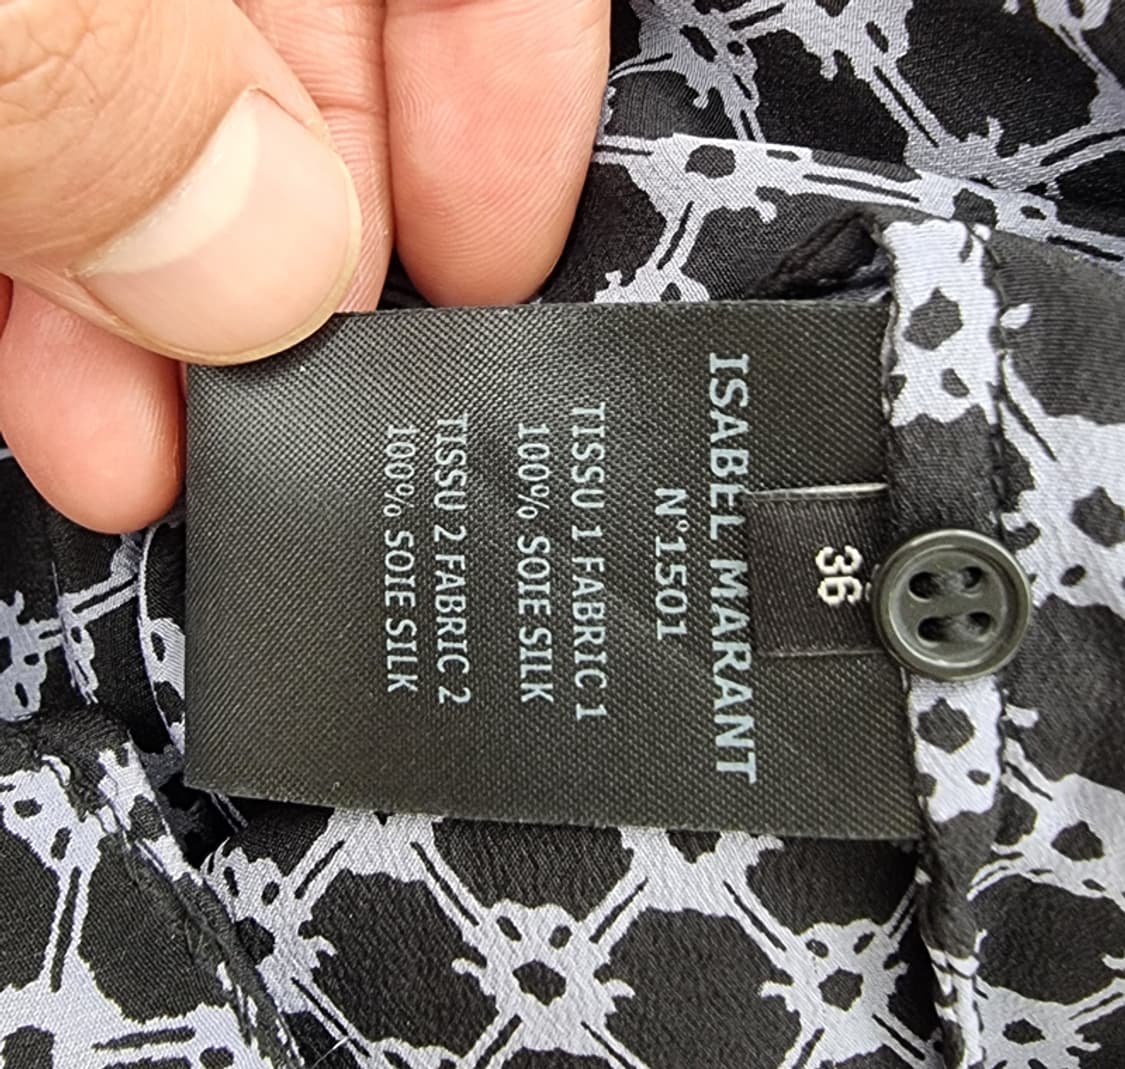 ISABEL MARANT
N°1501
TISSU 1 FABRIC 1
100% SOIE SILK
TISSU 2 FABRIC 2
100% SOIE SILK
36